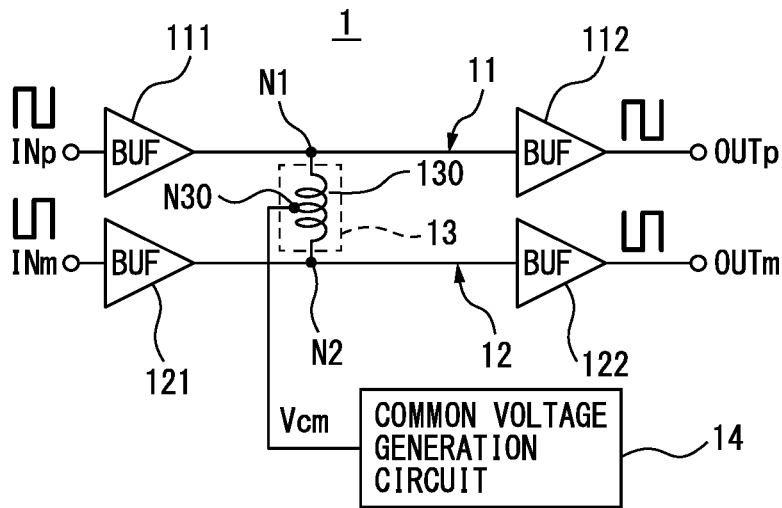 1
111
112
N1
11
INp
BUF
BUF
OUTp
130
N30
13
INm
BUF
BUF
OUTm
N2
12
121
122
Vcm
COMMON VOLTAGE
GENERATION
CIRCUIT
14